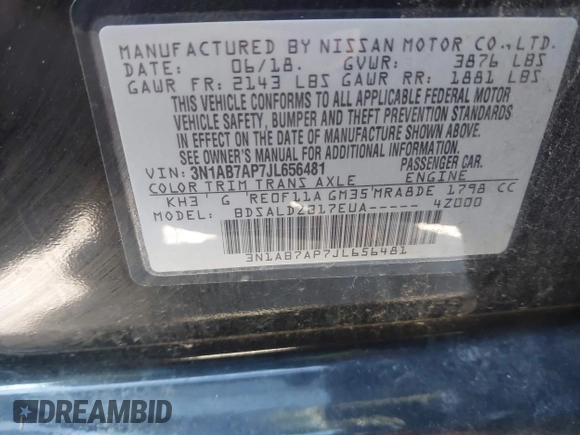 MANUFACTURED BY NISSAN MOTOR CO., LTD.
DATE: 06/18. GVWR: 3876 LBS
GAWR FR: 2143 LBS GAWR RR: 1881 LBS
THIS VEHICLE CONFORMS TO ALL APPLICABLE FEDERAL MOTOR
VEHICLE SAFETY, BUMPER AND THEFT PREVENTION STANDARDS
IN EFFECT ON THE DATE OF MANUFACTURE SHOWN ABOVE.
SEE OWNER'S MANUAL FOR ADDITIONAL INFORMATION.
VIN: 3N1AB7AP7JL656481 PASSENGER CAR.
COLOR TRIM TRANS AXLE ENGINE
KH3 G RE0F11A GM35 MRA8DE 1798 CC
MODEL: BDSALD2317EUA----- 4Z000
3N1AB7AP7JL656481
DREAMBID